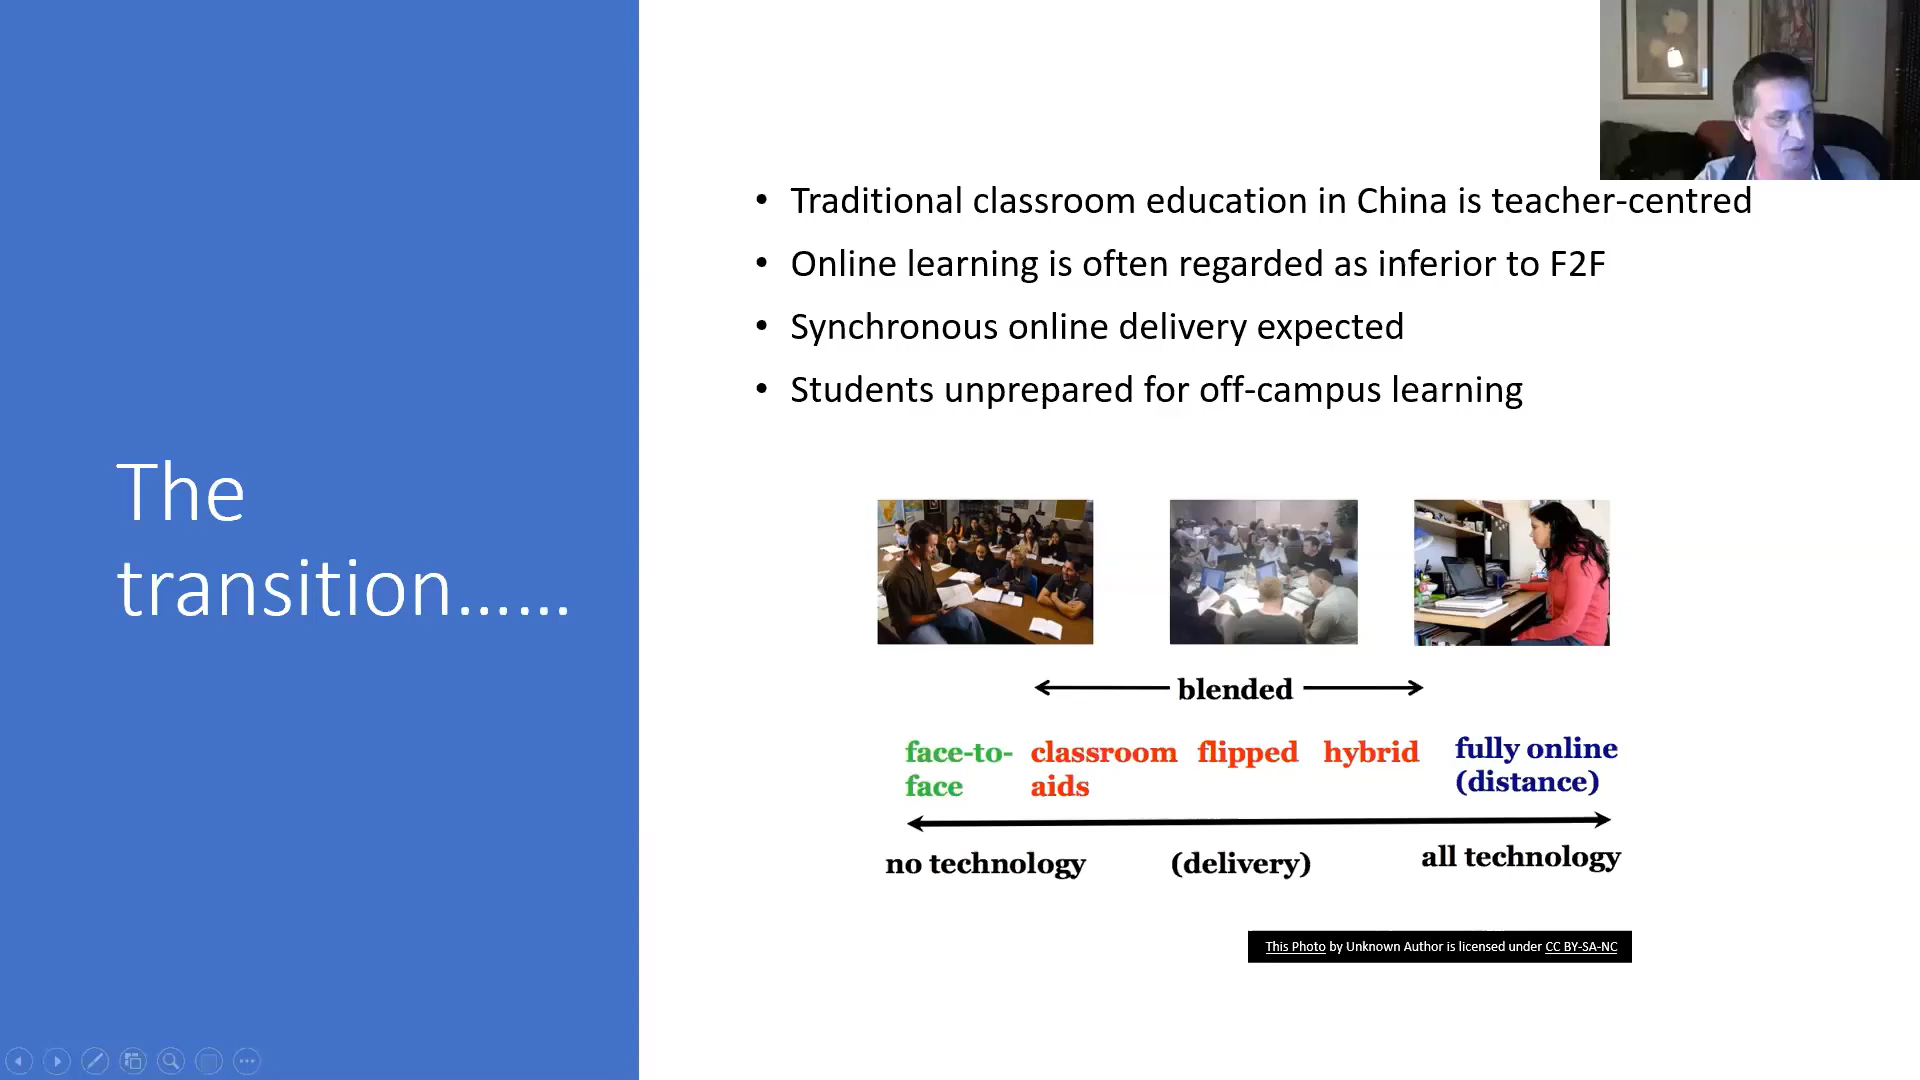 The
transition......
• Traditional classroom education in China is teacher-centred
• Online learning is often regarded as inferior to F2F
• Synchronous online delivery expected
• Students unprepared for off-campus learning
blended
face-to-
face
classroom
aids
flipped
hybrid
fully online
(distance)
no technology
(delivery)
all technology
This Photo by Unknown Author is licensed under CC BY-SA-NC